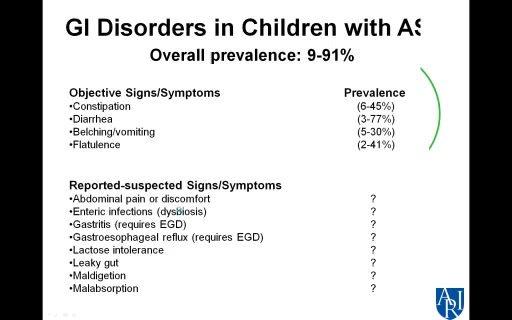 GI Disorders in Children with AS
Overall prevalence: 9-91%
Objective Signs/Symptoms Prevalence
•Constipation (6-45%)
•Diarrhea (3-77%)
•Belching/vomiting (5-30%)
•Flatulence (2-41%)
Reported-suspected Signs/Symptoms
•Abdominal pain or discomfort ?
•Enteric infections (dysbiosis) ?
•Gastritis (requires EGD) ?
•Gastroesophageal reflux (requires EGD) ?
•Lactose intolerance ?
•Leaky gut ?
•Maldigetion ?
•Malabsorption ?